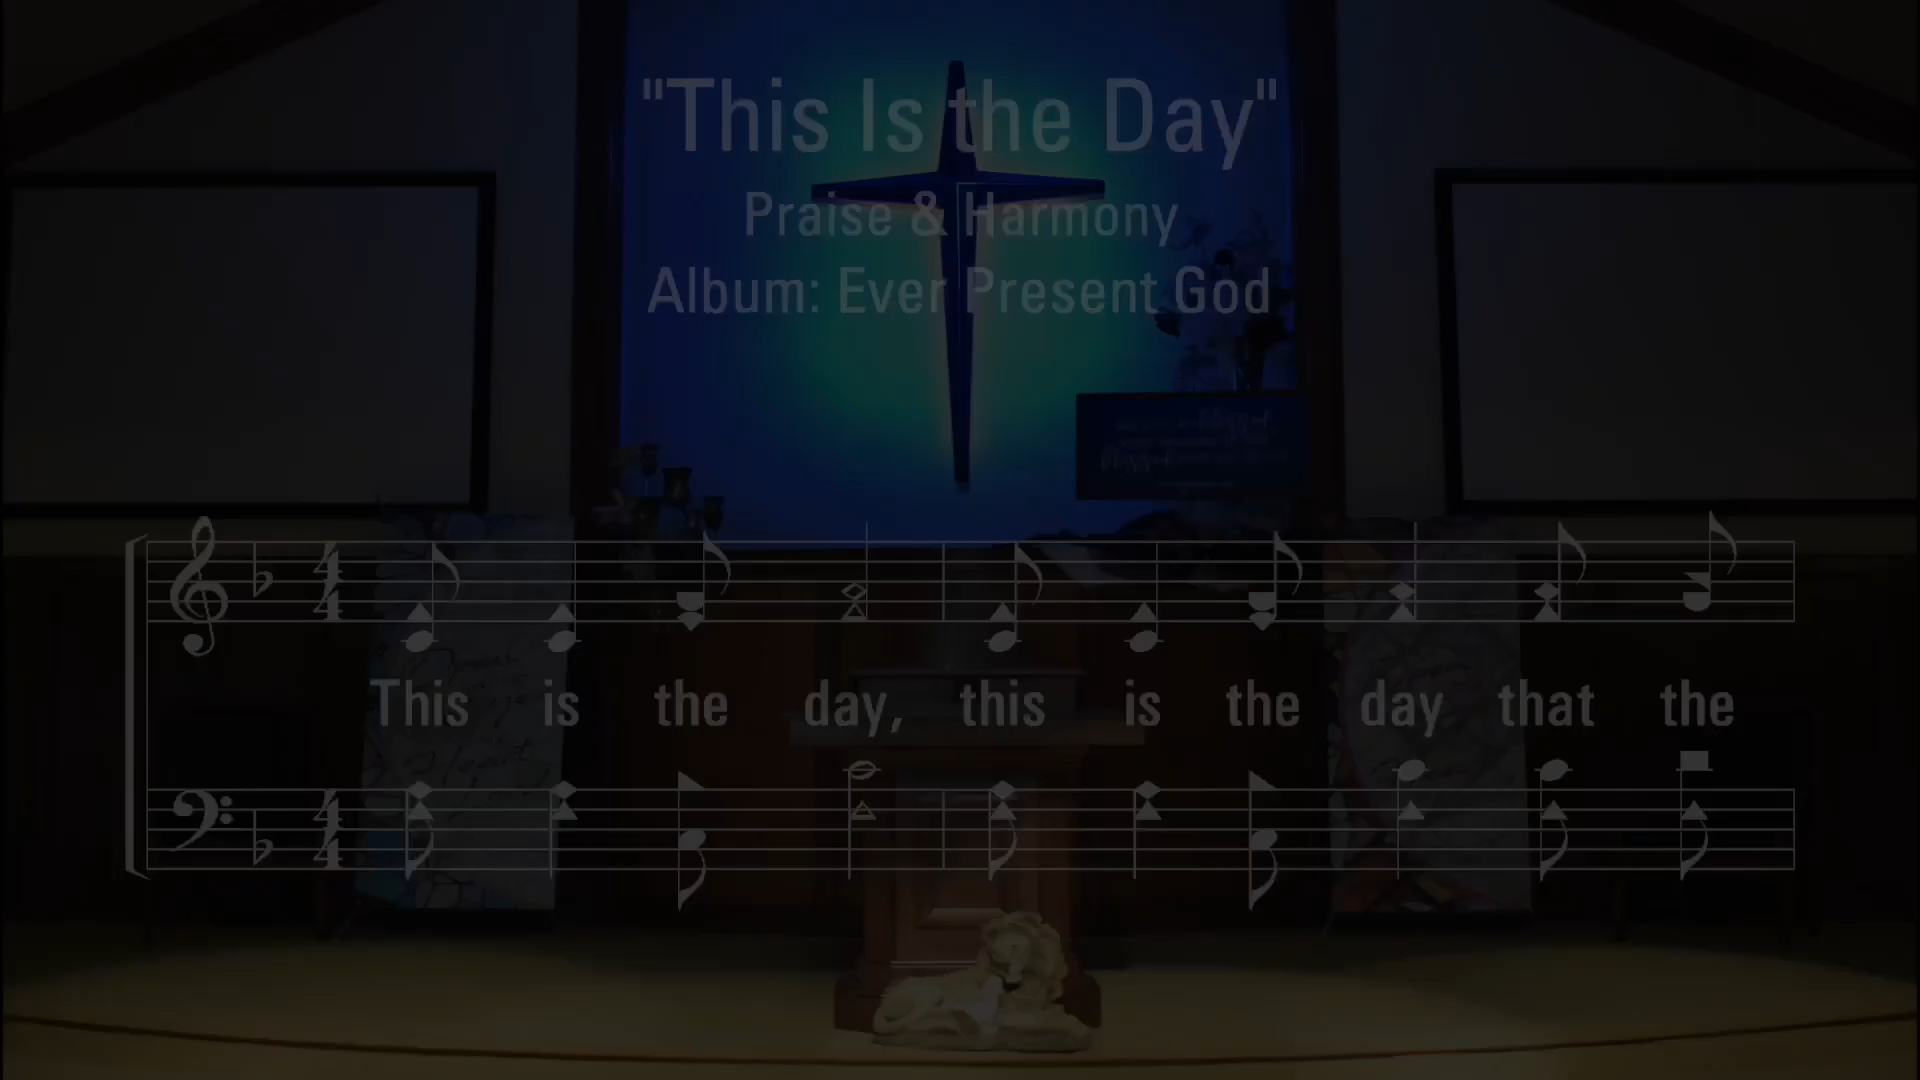 "This Is the Day"
Praise & Harmony
Album: Ever Present God
This is the day, this is the day that the